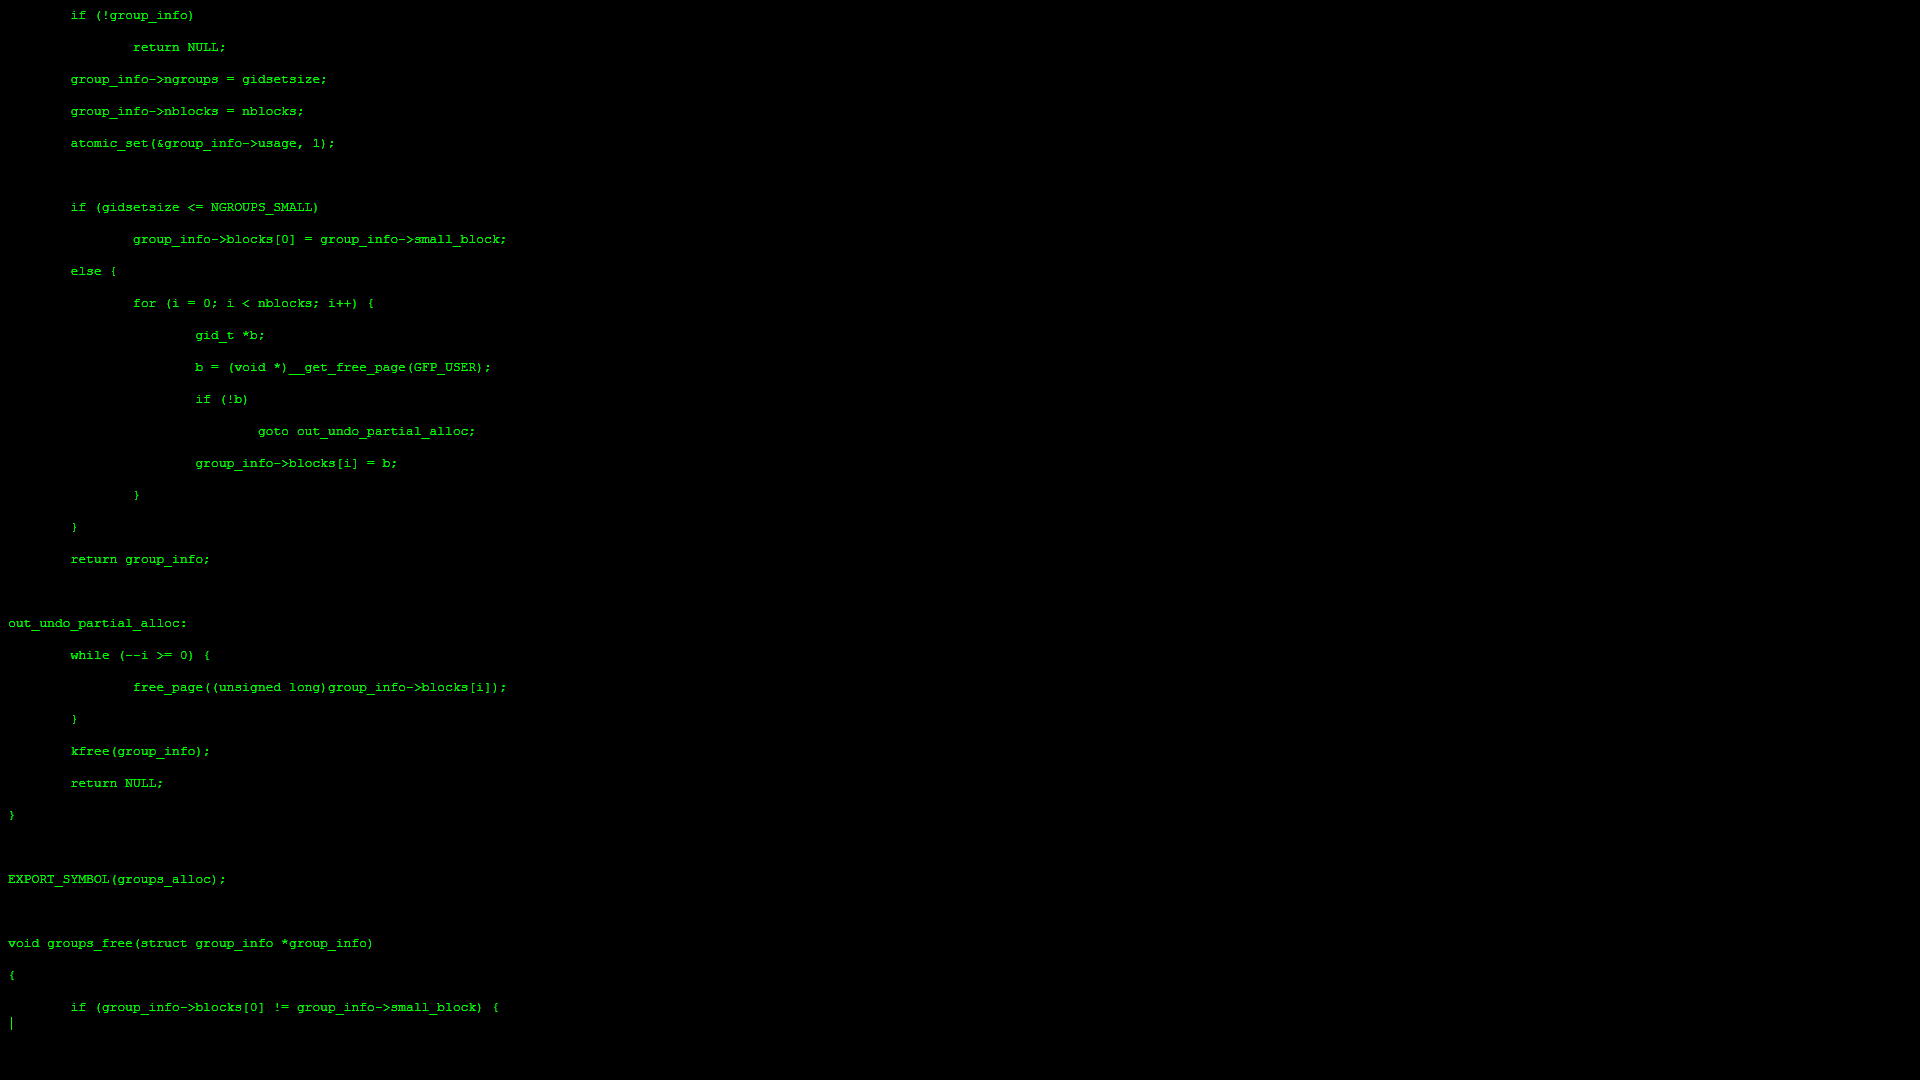 if (!group_info)
return NULL;
group_info->ngroups = gidsetsize;
group_info->nblocks = nblocks;
atomic_set(&group_info->usage, 1);
if (gidsetsize <= NGROUPS_SMALL)
group_info->blocks[0] = group_info->small_block;
else {
for (i = 0; i < nblocks; i++) {
gid_t *b;
b = (void *)__get_free_page(GFP_USER);
if (!b)
goto out_undo_partial_alloc;
group_info->blocks[i] = b;
}
}
return group_info;
out_undo_partial_alloc:
while (--i >= 0) {
free_page((unsigned long)group_info->blocks[i]);
}
kfree(group_info);
return NULL;
}
EXPORT_SYMBOL(groups_alloc);
void groups_free(struct group_info *group_info)
{
if (group_info->blocks[0] != group_info->small_block) {